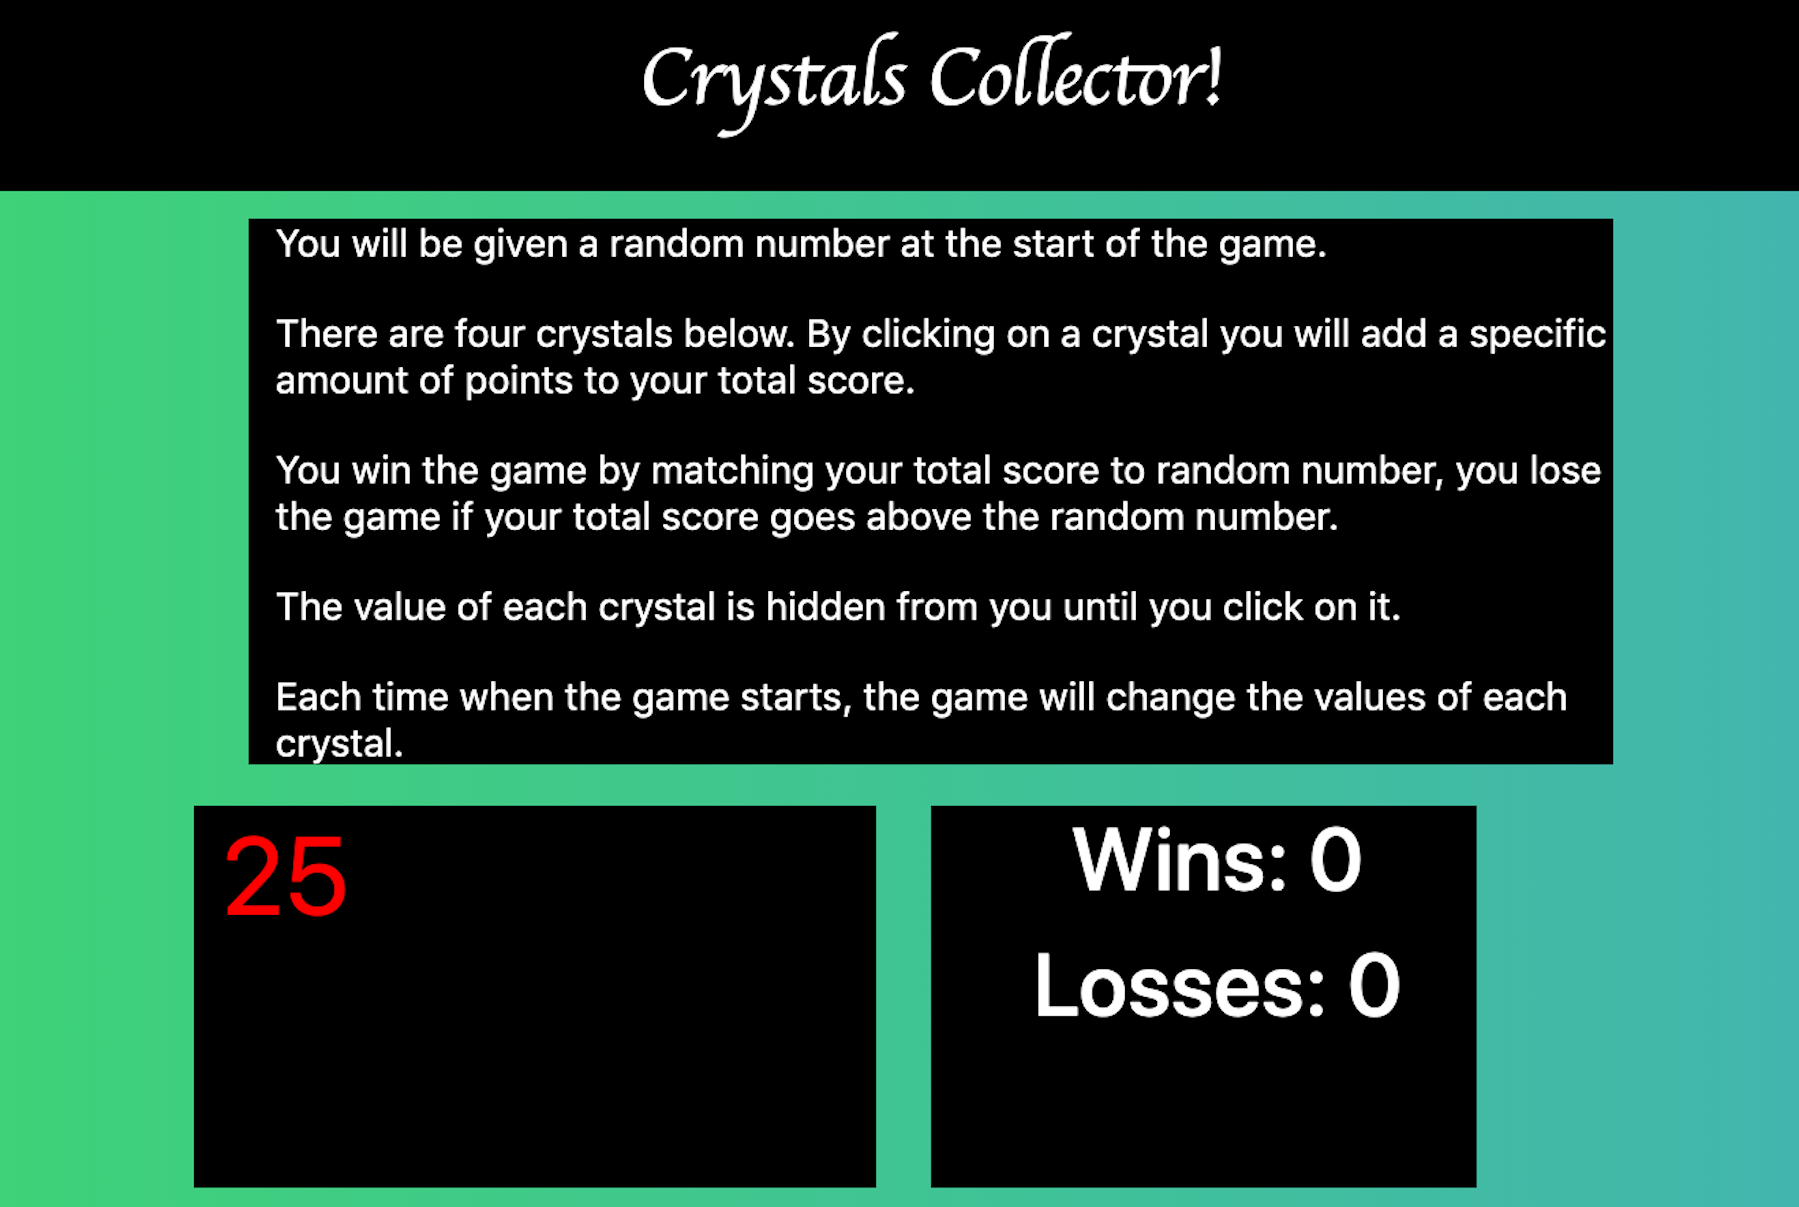 Crystals Collector!
You will be given a random number at the start of the game.
There are four crystals below. By clicking on a crystal you will add a specific
amount of points to your total score.
You win the game by matching your total score to random number, you lose
the game if your total score goes above the random number.
The value of each crystal is hidden from you until you click on it.
Each time when the game starts, the game will change the values of each
crystal.
25
Wins: 0
Losses: 0